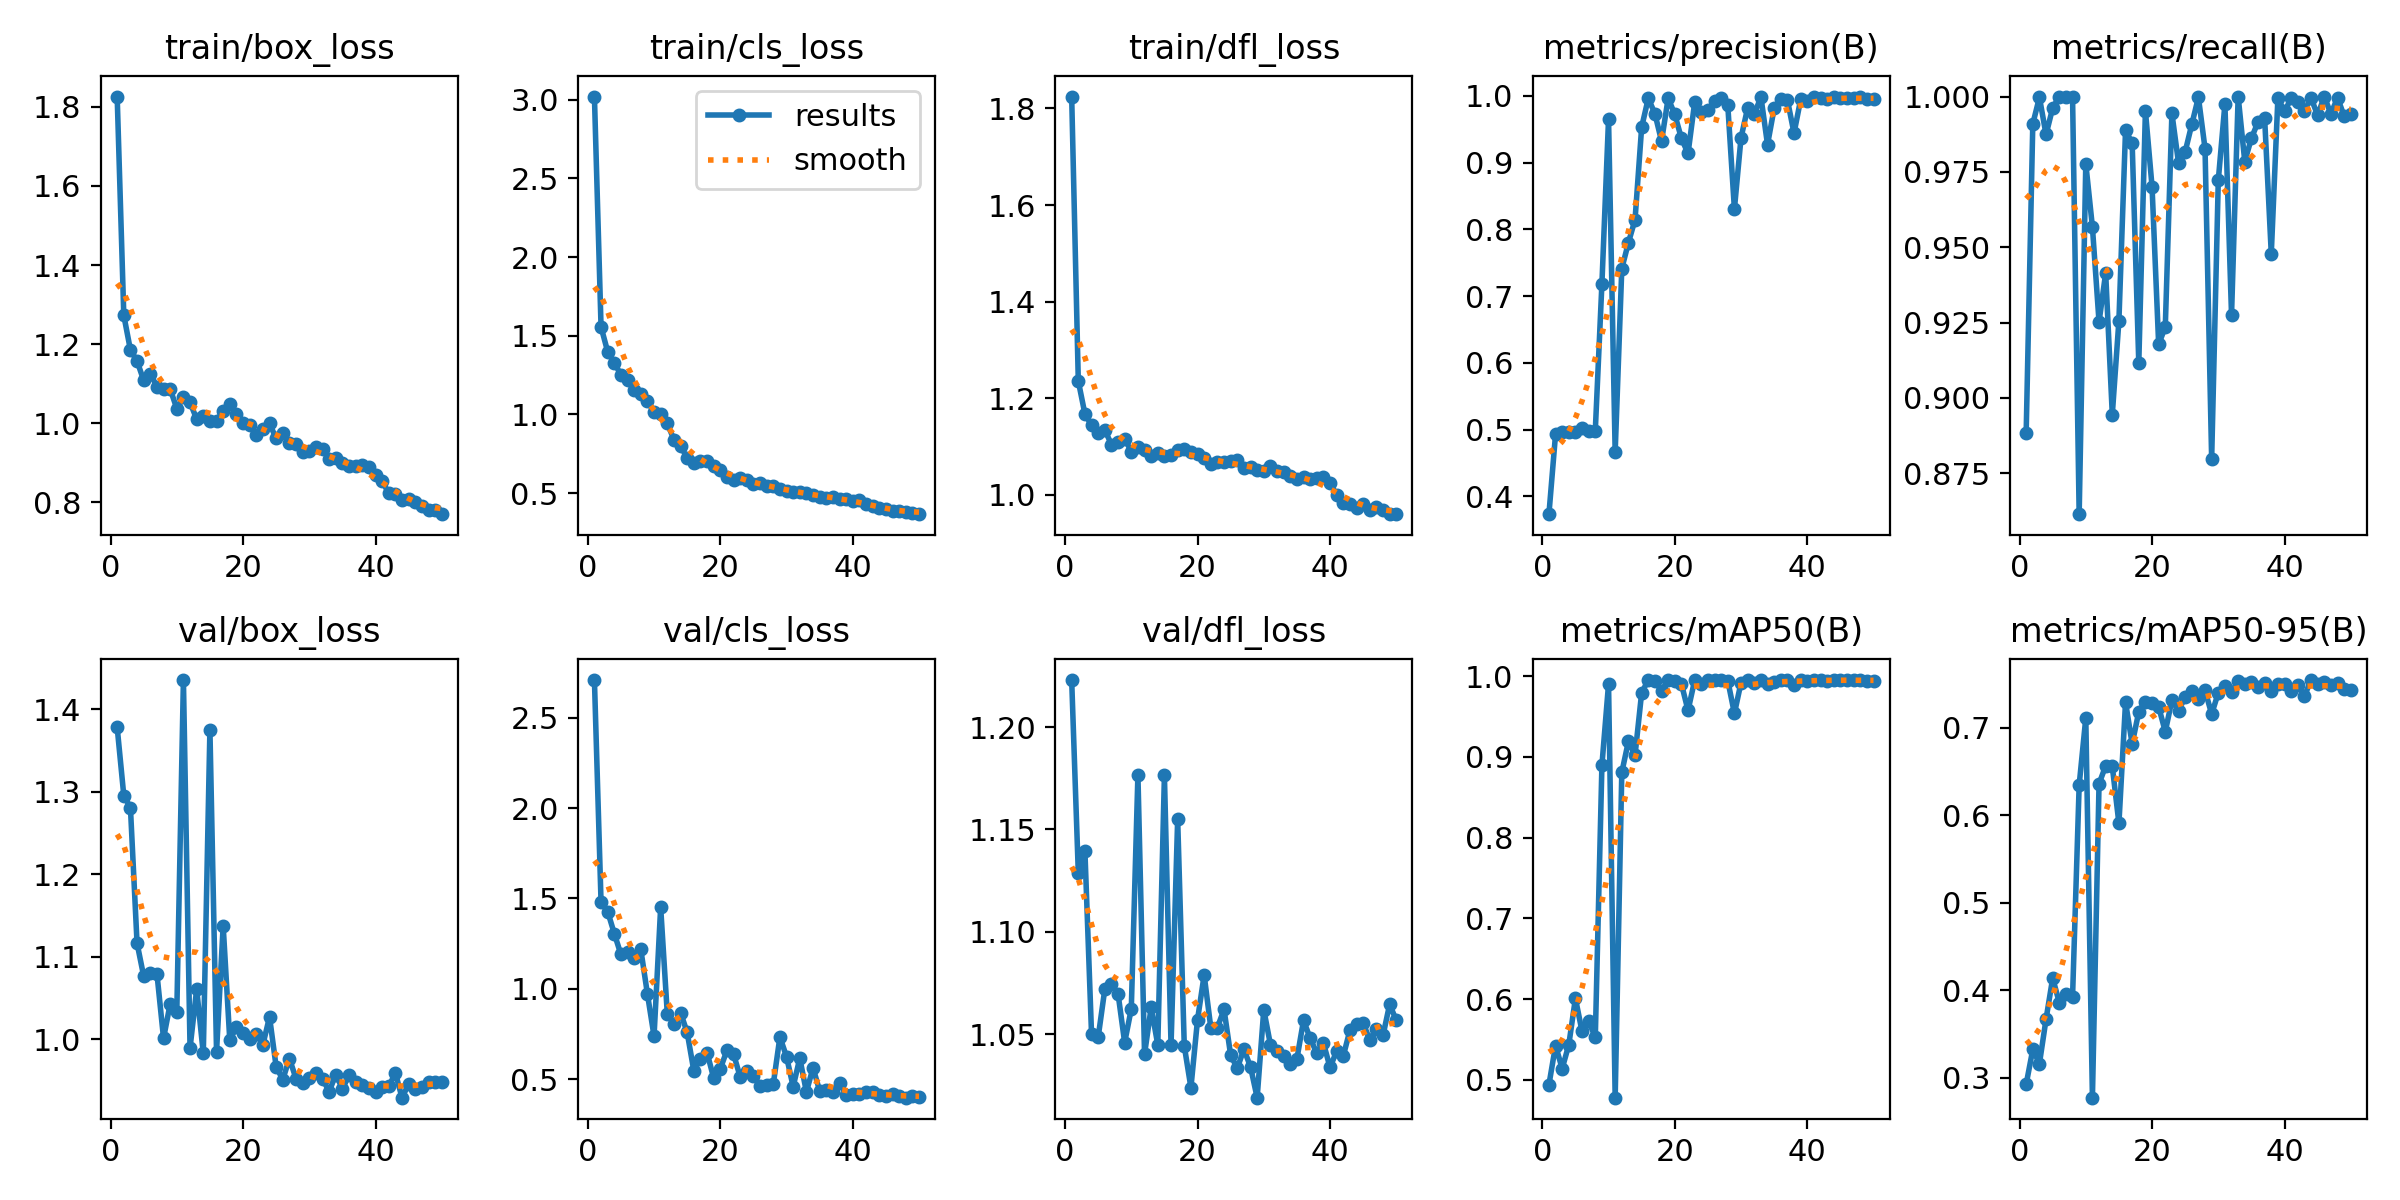 train/box_loss
1.8
1.6
1.4
1.2
1.0
0.8
0 20 40
train/cls_loss
results
smooth
3.0
2.5
2.0
1.5
1.0
0.5
0 20 40
train/dfl_loss
1.8
1.6
1.4
1.2
1.0
0 20 40
metrics/precision(B)
1.0
0.9
0.8
0.7
0.6
0.5
0.4
0 20 40
metrics/recall(B)
1.000
0.975
0.950
0.925
0.900
0.875
0 20 40
val/box_loss
1.4
1.3
1.2
1.1
1.0
0 20 40
val/cls_loss
2.5
2.0
1.5
1.0
0.5
0 20 40
val/dfl_loss
1.20
1.15
1.10
1.05
0 20 40
metrics/mAP50(B)
1.0
0.9
0.8
0.7
0.6
0.5
0 20 40
metrics/mAP50-95(B)
0.7
0.6
0.5
0.4
0.3
0 20 40